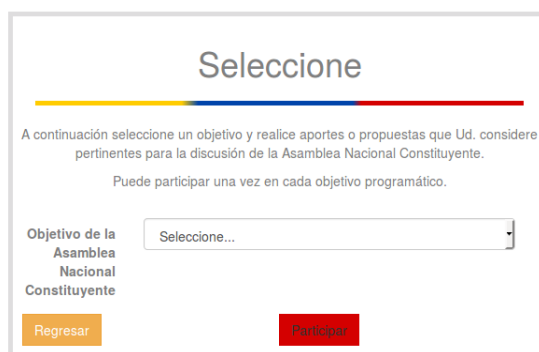 Seleccione
A continuación seleccione un objetivo y realice aportes o propuestas que Ud. considere
pertinentes para la discusión de la Asamblea Nacional Constituyente.
Puede participar una vez en cada objetivo programático.
Objetivo de la
Asamblea
Nacional
Constituyente
Seleccione...
Regresar
Participar